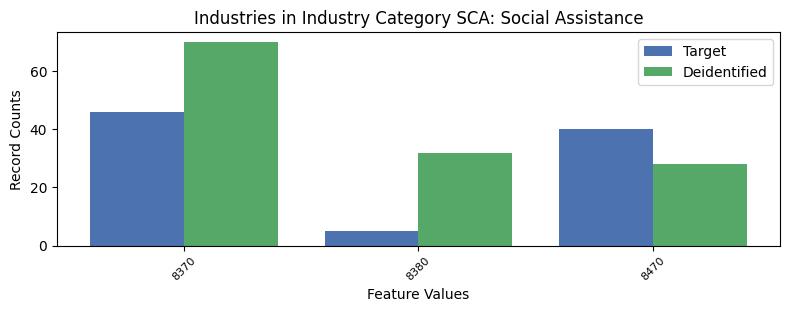 Industries in Industry Category SCA: Social Assistance
Target
Deidentified
Record Counts
60
40
20
0
8370
8380
8470
Feature Values